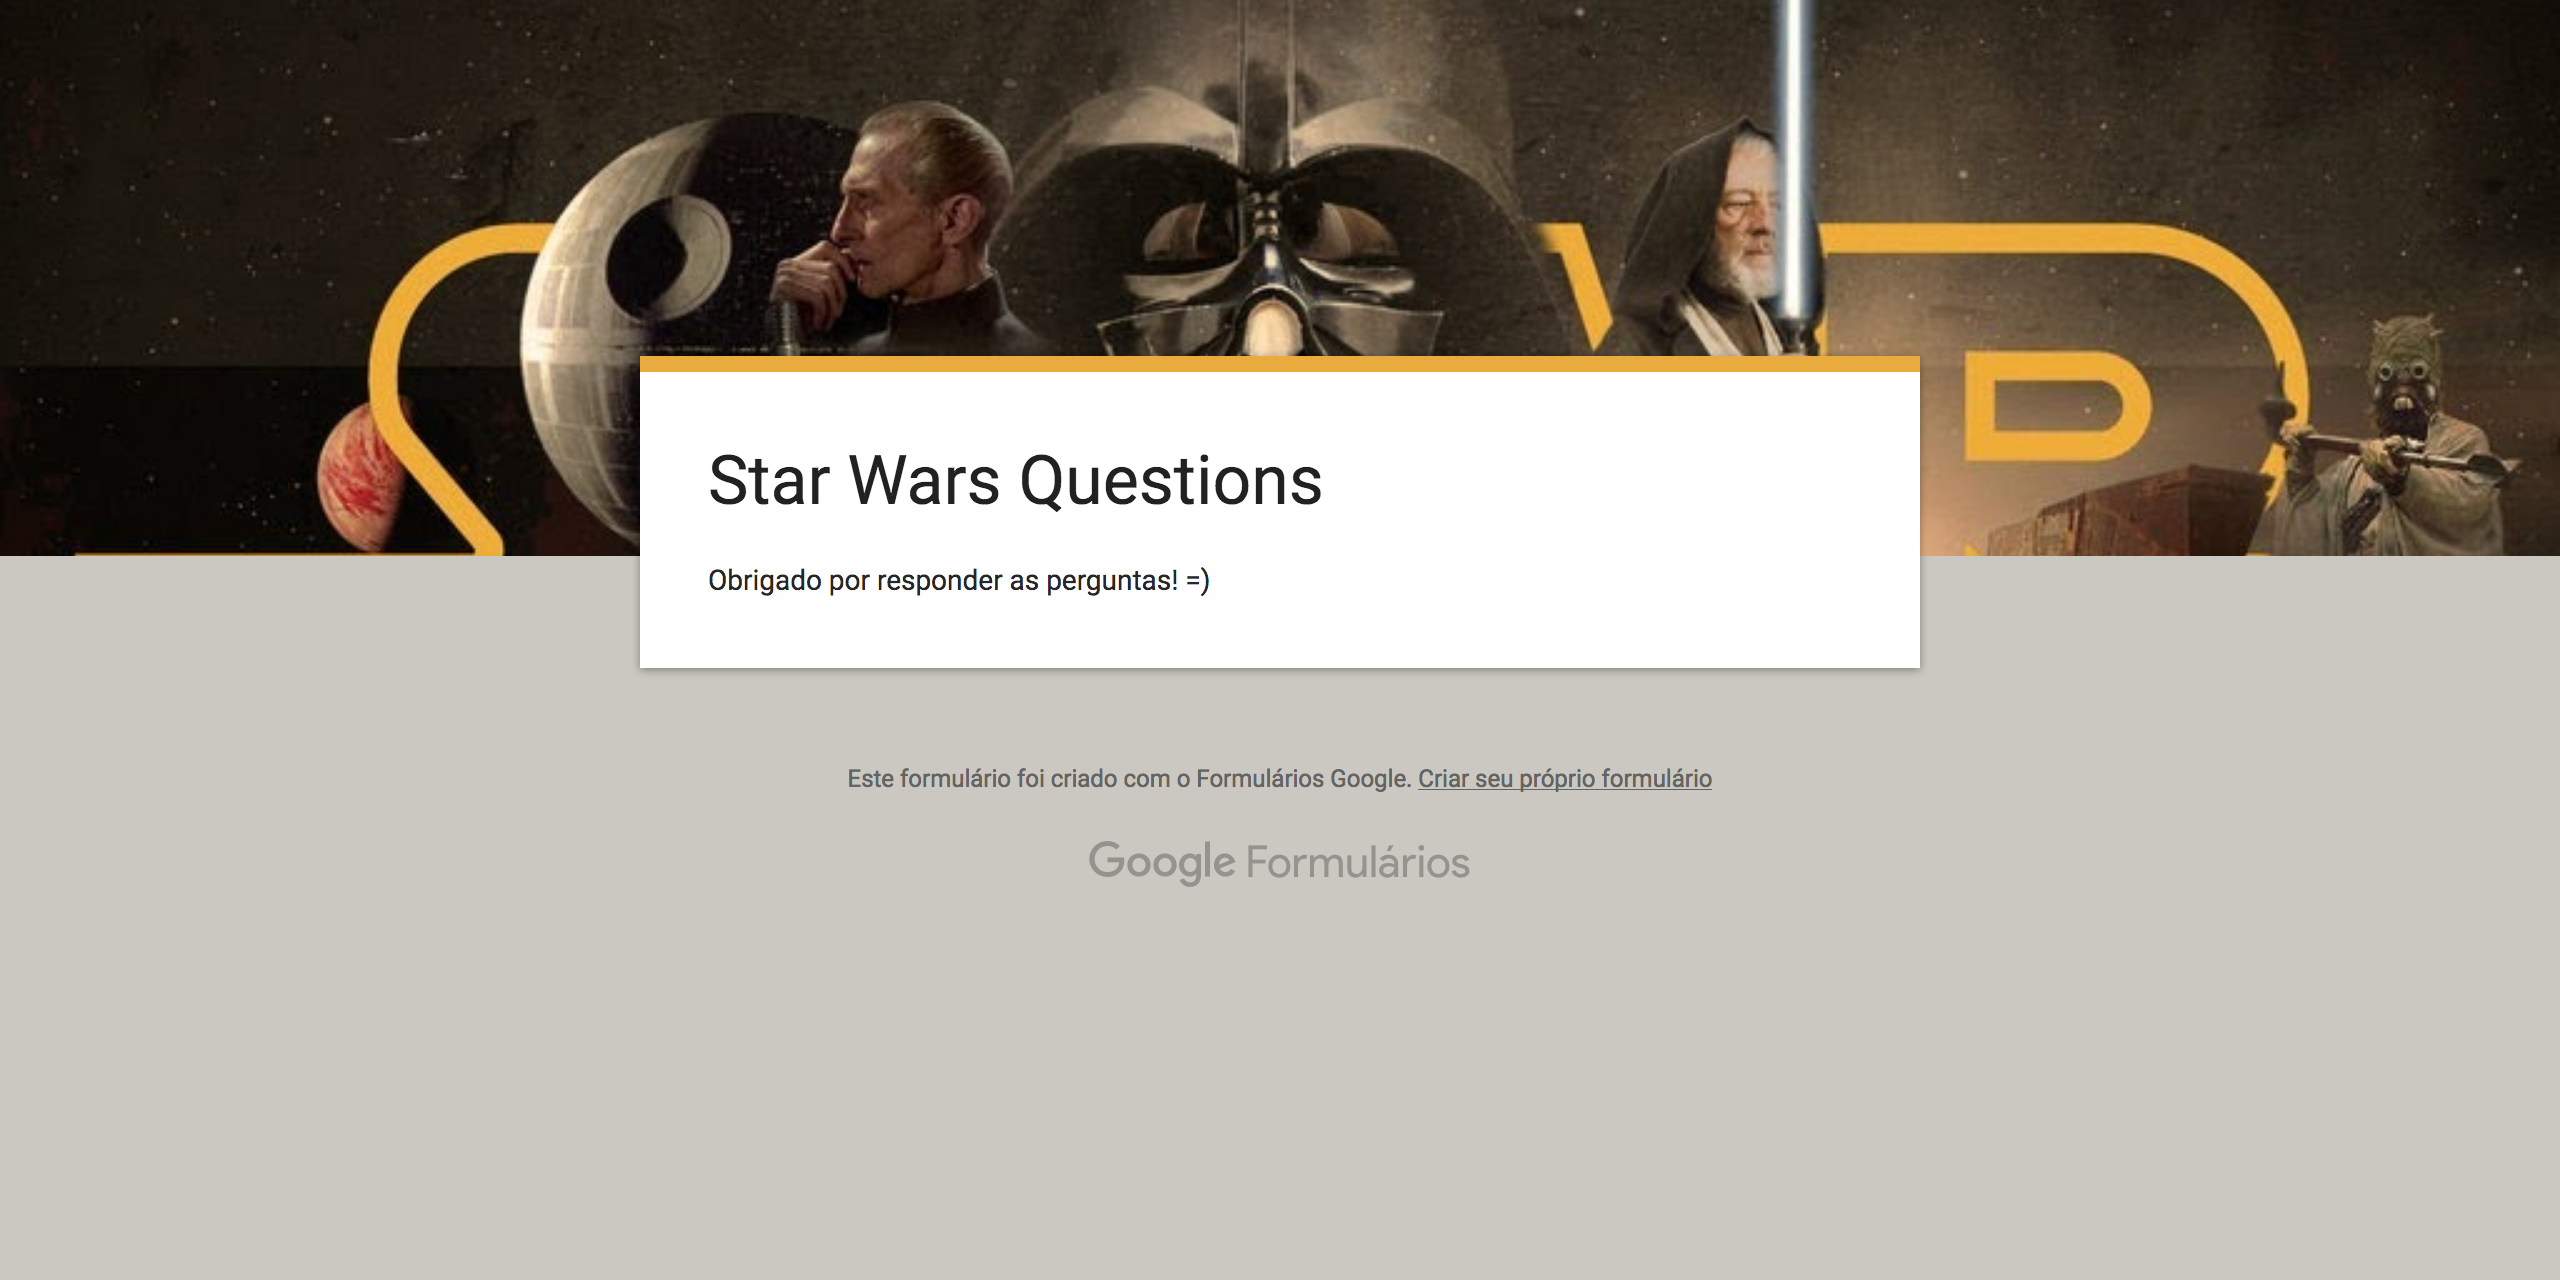 Star Wars Questions
Obrigado por responder as perguntas! =)
Este formulário foi criado com o Formulários Google. Criar seu próprio formulário
Google Formulários